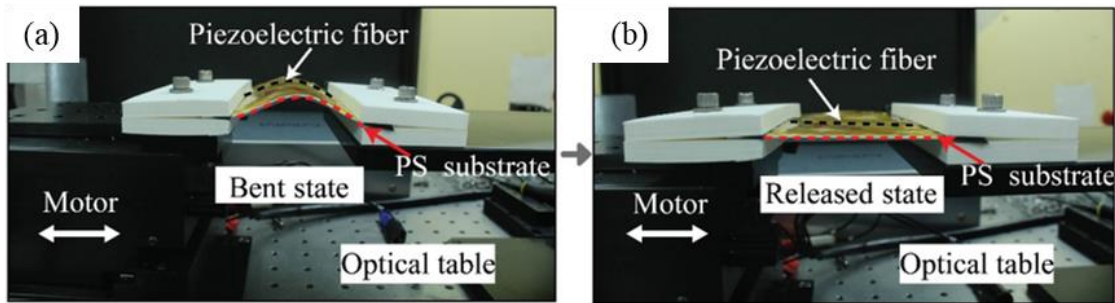 (a)
Piezoelectric fiber
PS substrate
Bent state
Motor
Optical table
(b)
Piezoelectric fiber
PS substrate
Released state
Motor
Optical table